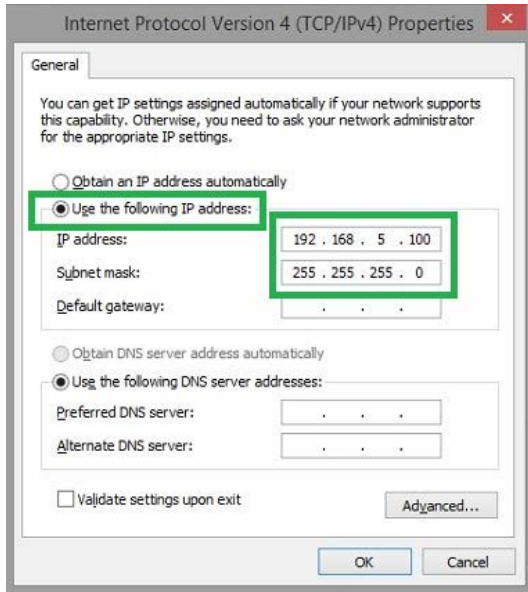 Internet Protocol Version 4 (TCP/IPv4) Properties
General
You can get IP settings assigned automatically if your network supports
this capability. Otherwise, you need to ask your network administrator
for the appropriate IP settings.
Obtain an IP address automatically
Use the following IP address:
IP address: 192 . 168 . 5 . 100
Subnet mask: 255 . 255 . 255 . 0
Default gateway: . . .
Obtain DNS server address automatically
Use the following DNS server addresses:
Preferred DNS server: . . .
Alternate DNS server: . . .
Validate settings upon exit
Advanced...
OK Cancel